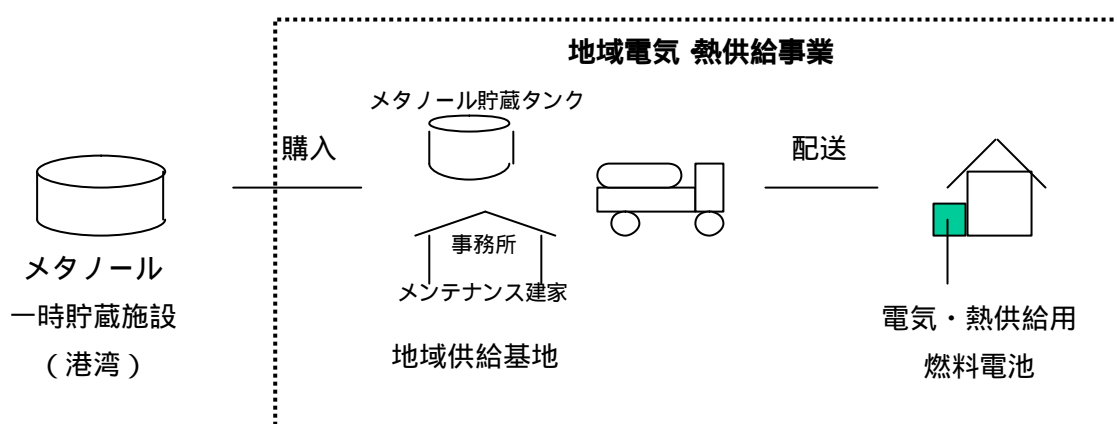 地域電気・熱供給事業
メタノール貯蔵タンク
購入
配送
事務所
メンテナンス建家
地域供給基地
メタノール
一時貯蔵施設
（港湾）
電気・熱供給用
燃料電池